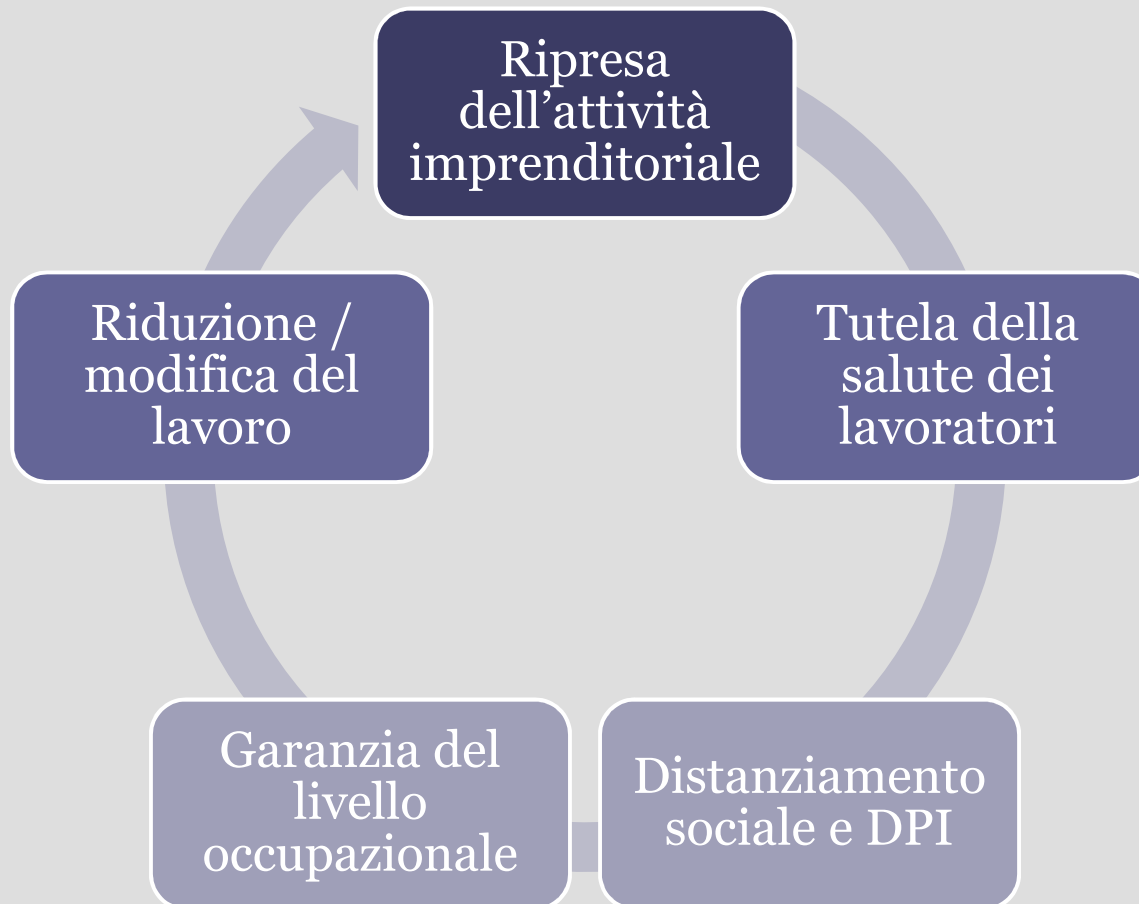 Ripresa
dell’attività
imprenditoriale
Riduzione /
modifica del
lavoro
Tutela della
salute dei
lavoratori
Garanzia del
livello
occupazionale
Distanziamento
sociale e DPI